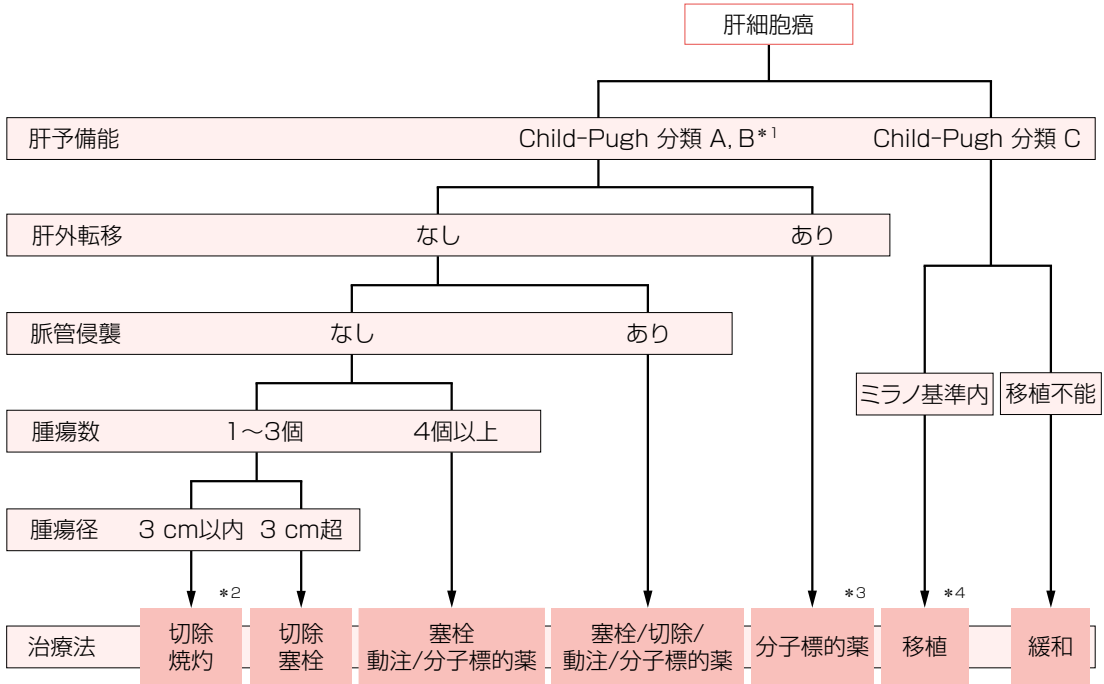 肝細胞癌
肝予備能 Child-Pugh 分類 A, B*1 Child-Pugh 分類 C
肝外転移 なし あり
脈管侵襲 なし あり
ミラノ基準内 移植不能
腫瘍数 1〜3個 4個以上
腫瘍径 3 cm以内 3 cm超
*2 *3 *4
治療法
切除
焼灼
切除
塞栓
塞栓
動注/分子標的薬
塞栓/切除/
動注/分子標的薬
分子標的薬
移植
緩和